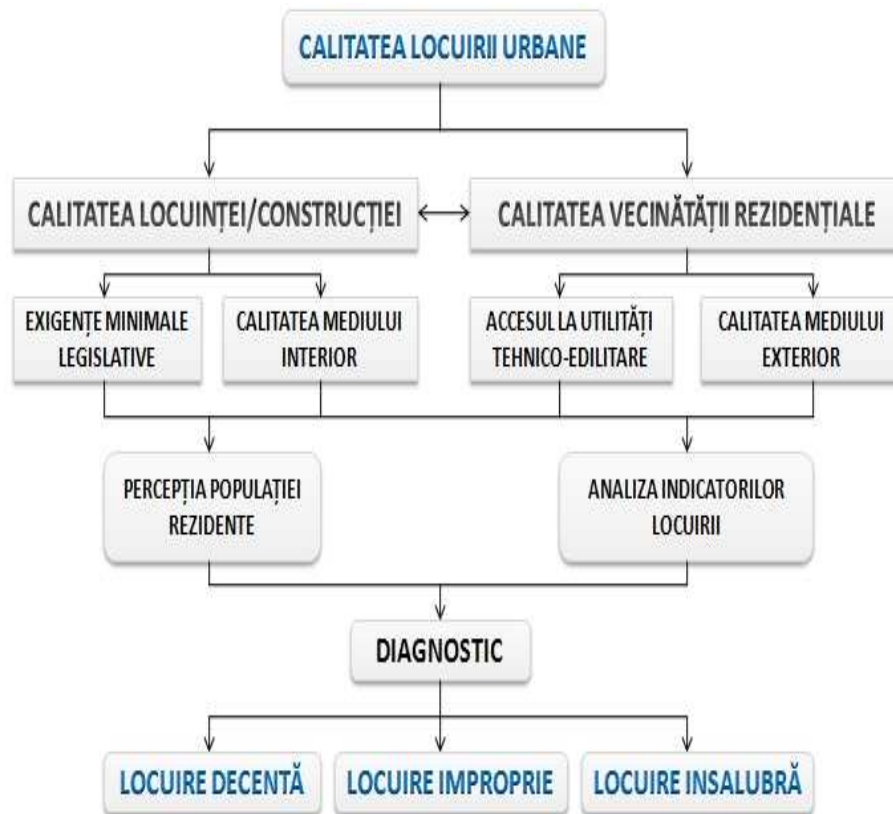 CALITATEA LOCUIRII URBANE
CALITATEA LOCUINȚEI/CONSTRUCȚIEI
CALITATEA VECINĂTĂȚII REZIDENȚIALE
EXIGENȚE MINIMALE
LEGISLATIVE
CALITATEA MEDIULUI
INTERIOR
ACCESUL LA UTILITĂȚI
TEHNICO-EDILITARE
CALITATEA MEDIULUI
EXTERIOR
PERCEPȚIA POPULAȚIEI
REZIDENTE
ANALIZA INDICATORILOR
LOCUIRII
DIAGNOSTIC
LOCUIRE DECENTĂ
LOCUIRE IMPROPRIE
LOCUIRE INSALUBRĂ